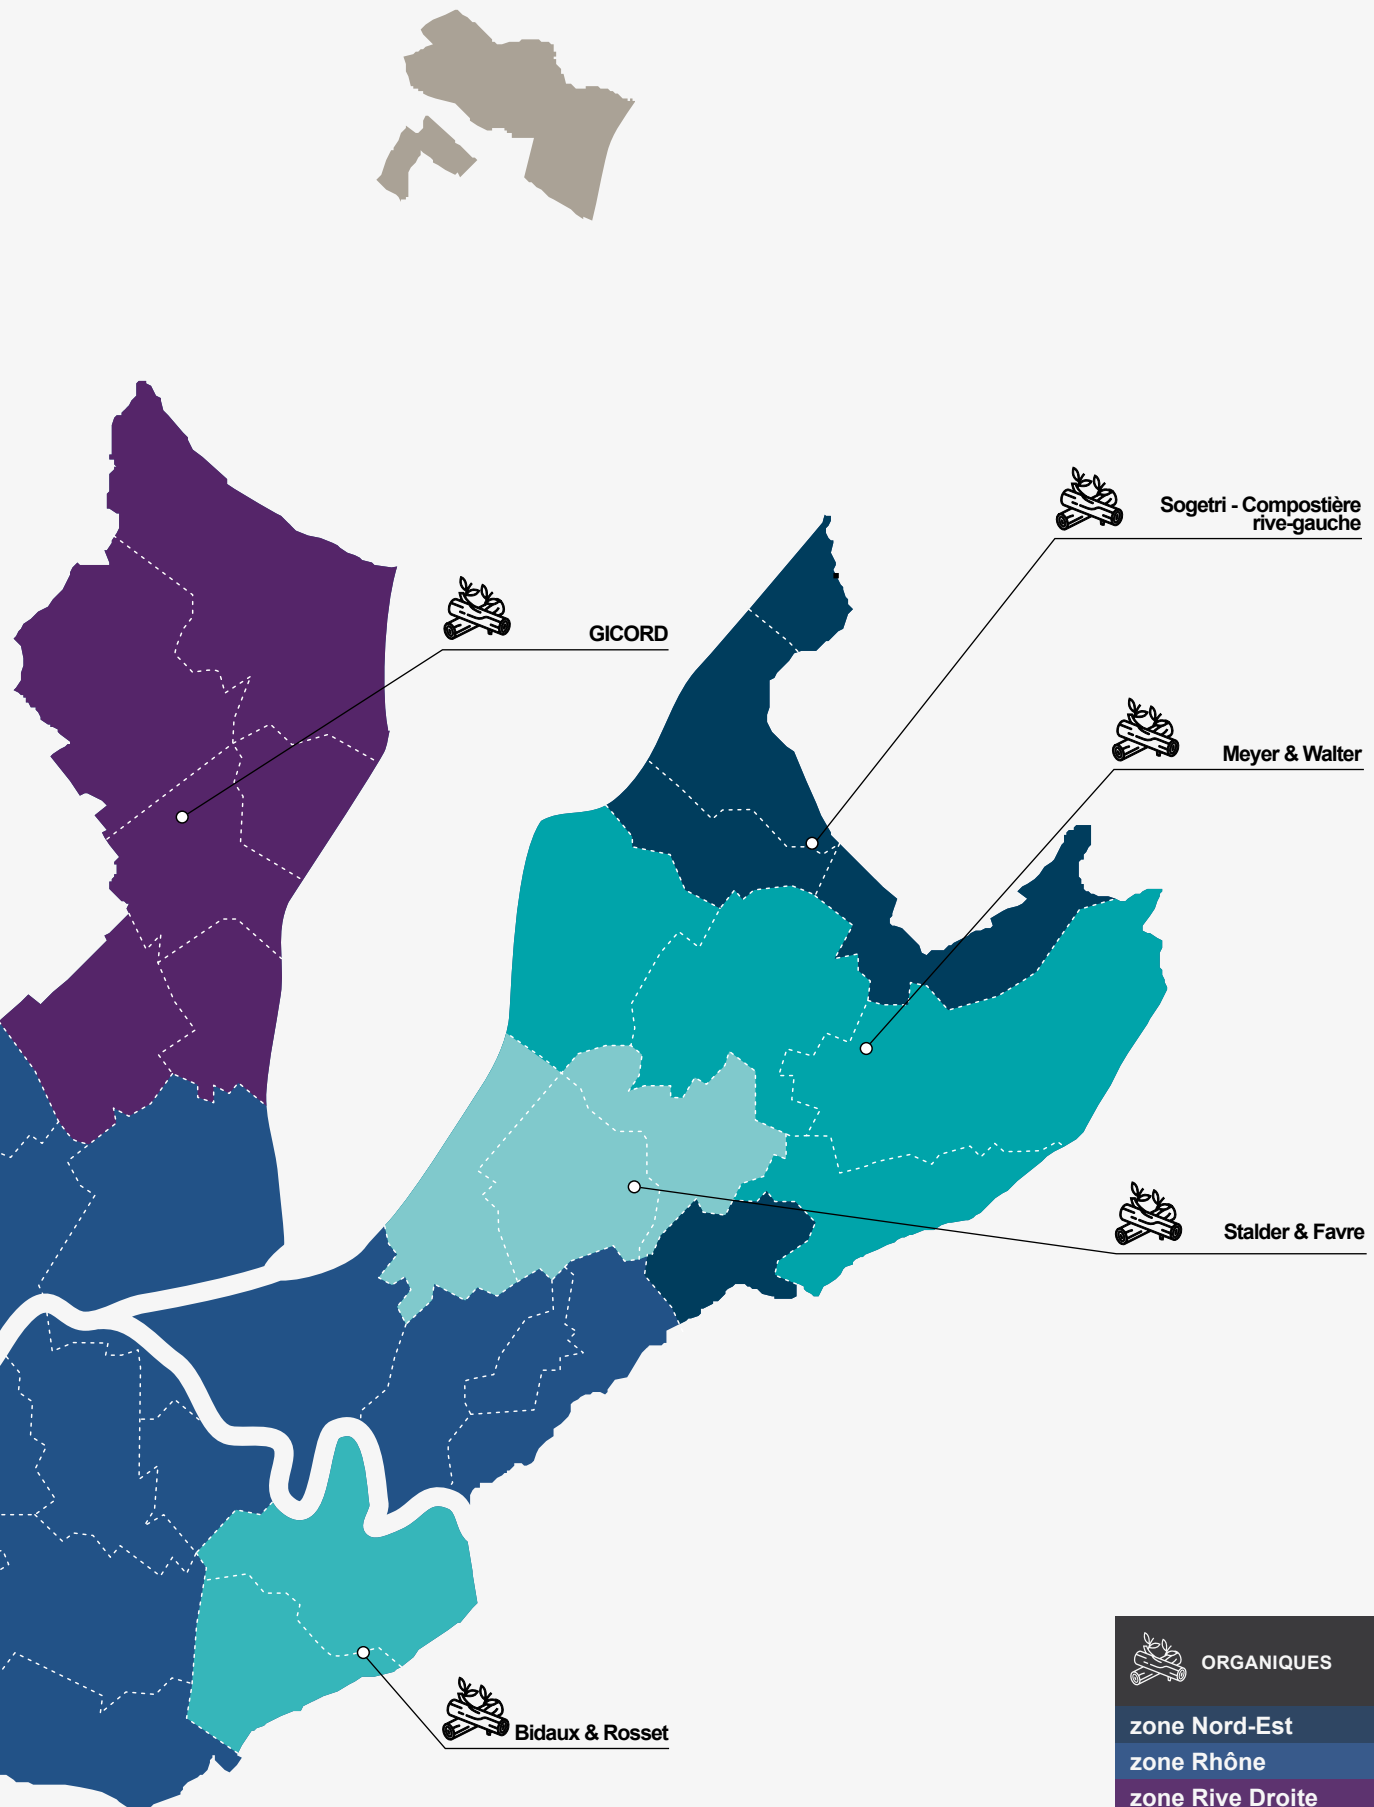 Sogetri - Compostière
rive-gauche
GICORD
Meyer & Walter
Stalder & Favre
Bidaux & Rosset
ORGANIQUES
zone Nord-Est
zone Rhône
zone Rive Droite